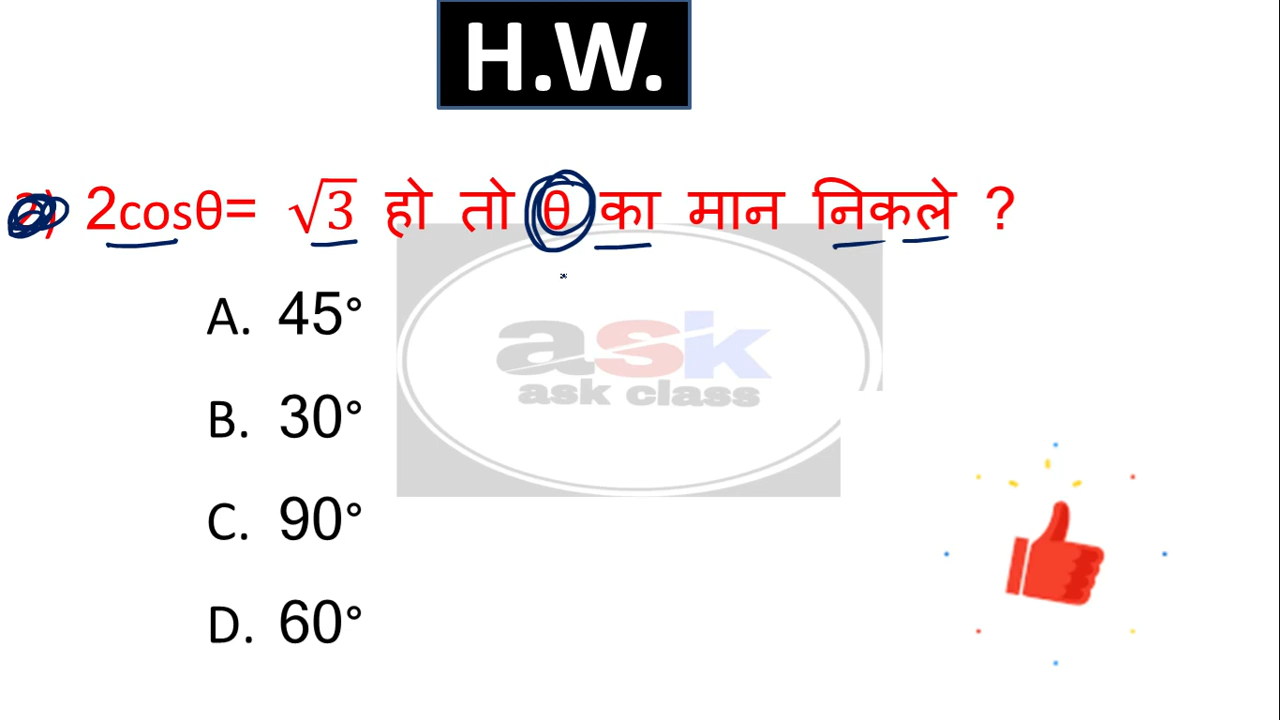 H.W.
2cosθ= √3 हो तो θ का मान निकले ?
A. 45°
B. 30°
C. 90°
D. 60°
ask
ask class